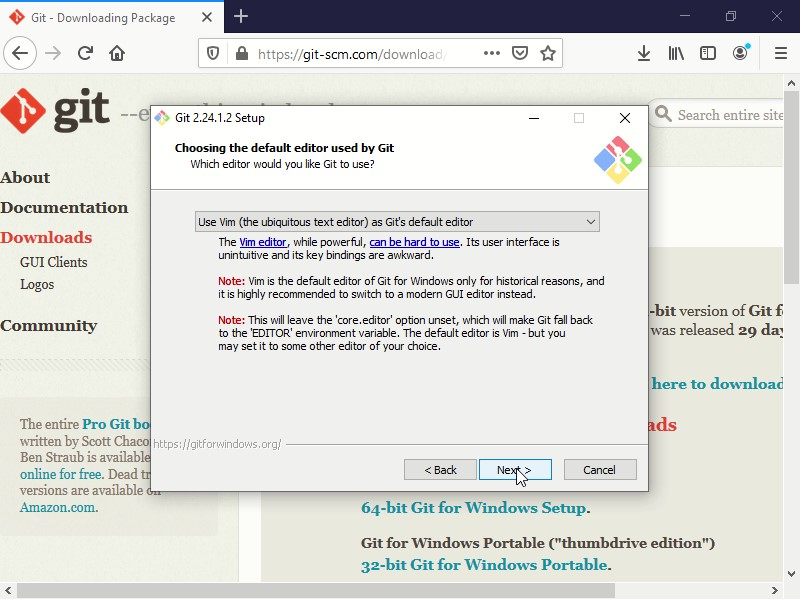 Git - Downloading Package
https://git-scm.com/download/
git
--e
Search entire site
About
Documentation
Downloads
GUI Clients
Logos
Community
The entire Pro Git bo
written by Scott Chaco
Ben Straub is available
online for free. Dead tr
versions are available on
Amazon.com.
Git 2.24.1.2 Setup
Choosing the default editor used by Git
Which editor would you like Git to use?
Use Vim (the ubiquitous text editor) as Git's default editor
The Vim editor, while powerful, can be hard to use. Its user interface is
unintuitive and its key bindings are awkward.
Note: Vim is the default editor of Git for Windows only for historical reasons, and
it is highly recommended to switch to a modern GUI editor instead.
Note: This will leave the 'core.editor' option unset, which will make Git fall back
to the 'EDITOR' environment variable. The default editor is Vim - but you
may set it to some other editor of your choice.
https://gitforwindows.org/
< Back
Next >
Cancel
-bit version of Git f
was released 29 day
here to download
ads
64-bit Git for Windows Setup.
Git for Windows Portable ("thumbdrive edition")
32-bit Git for Windows Portable.